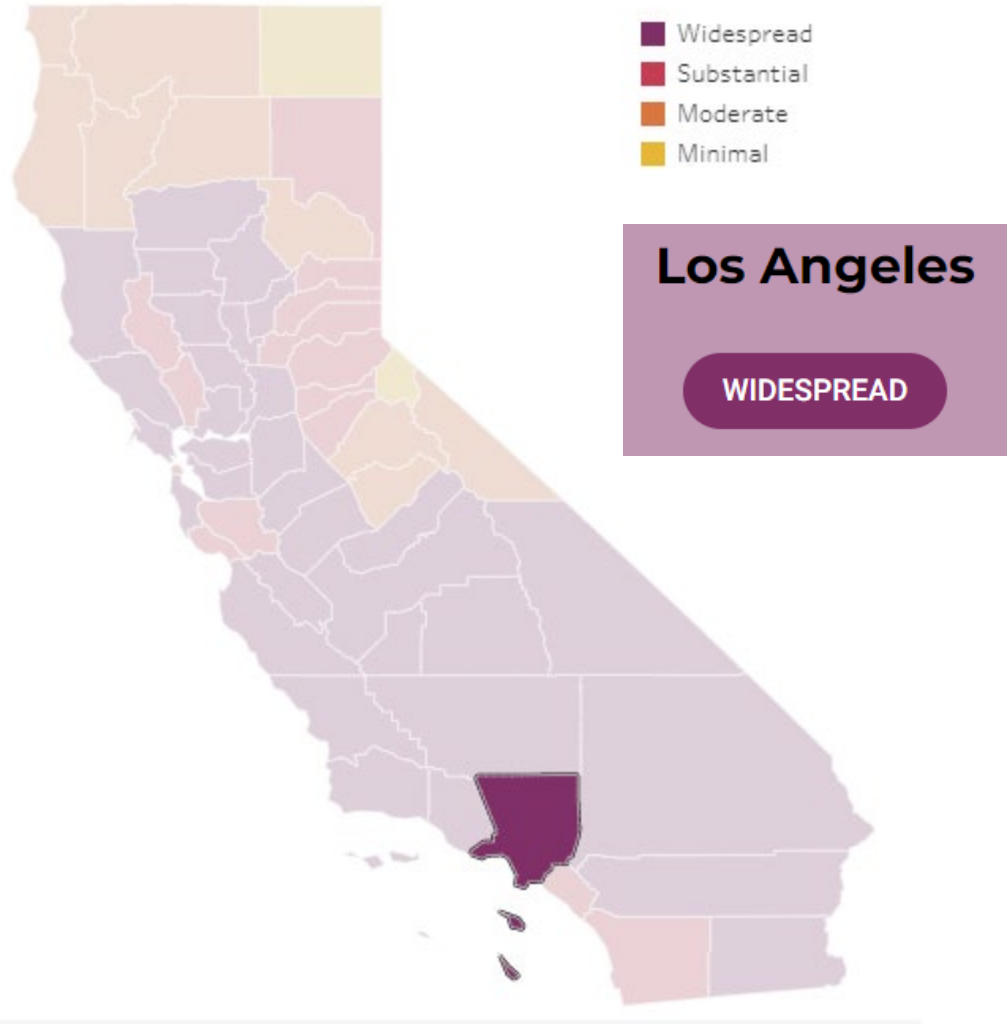 Widespread
Substantial
Moderate
Minimal
Los Angeles
WIDESPREAD